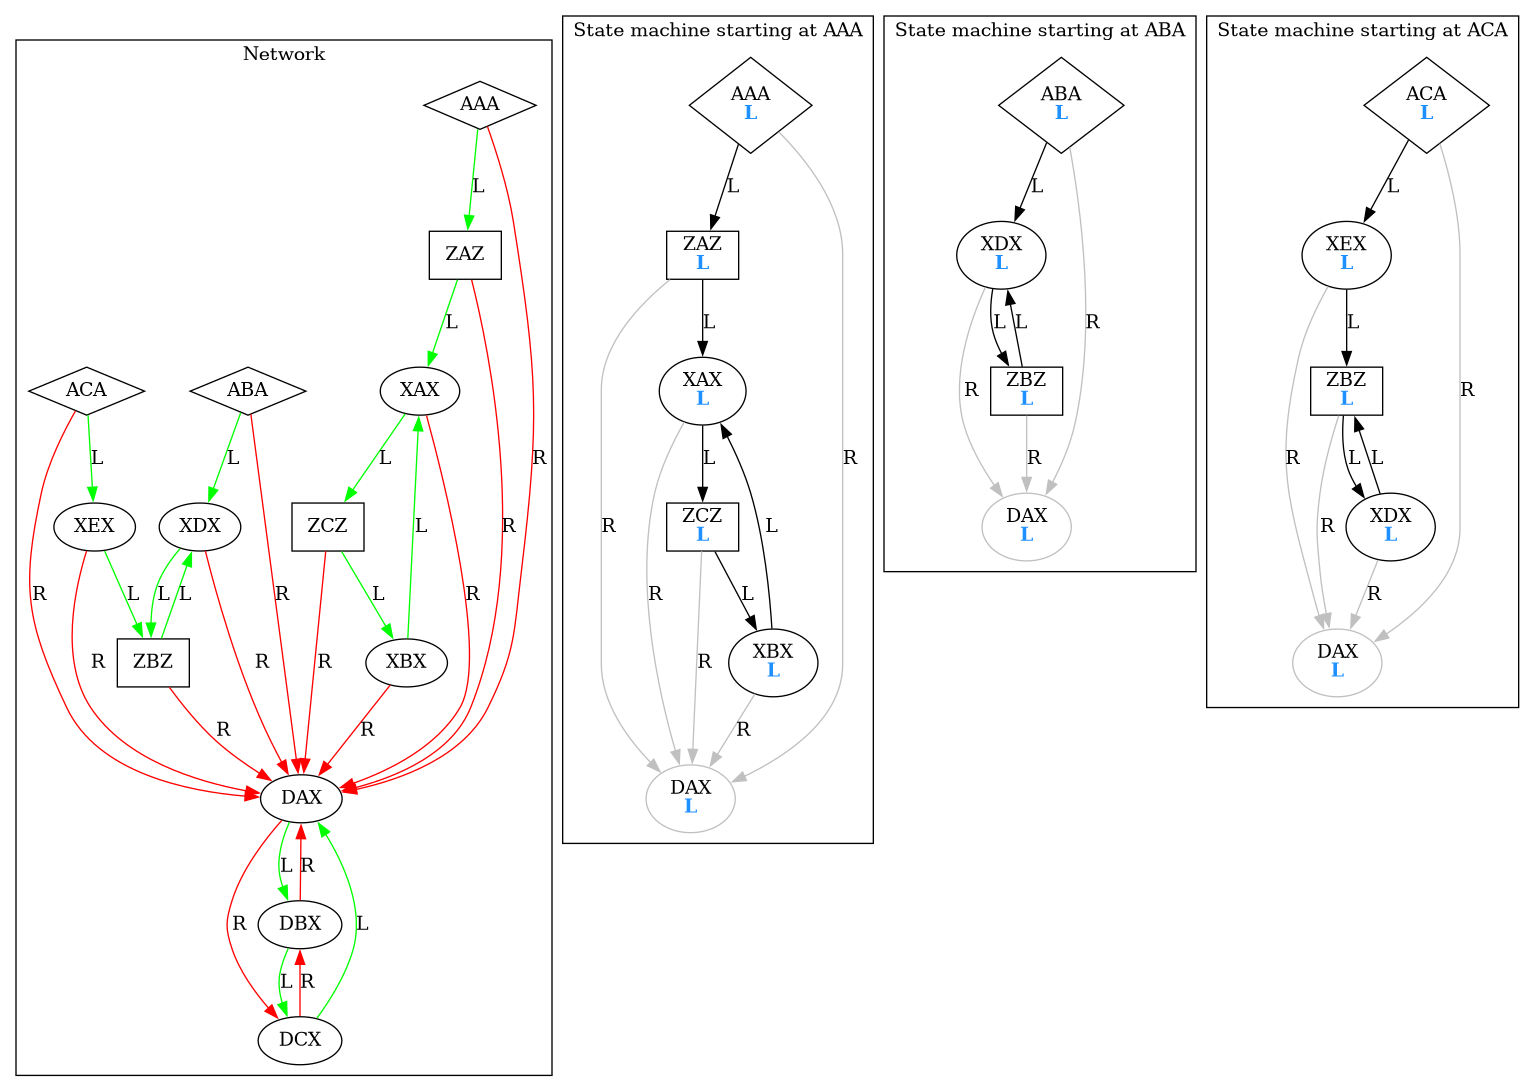 Network
AAA
L
ZAZ
L
ACA
ABA
XAX
L
L
L
R
XEX
XDX
ZCZ
R
L
R
L
L
L
R
R
L
R
ZBZ
R
R
XBX
R
R
R
DAX
L
R
R
L
DBX
L
R
DCX
State machine starting at AAA
AAA
L
L
ZAZ
L
L
XAX
L
R
L
ZCZ
L
R
L
R
L
R
XBX
L
R
DAX
L
State machine starting at ABA
ABA
L
L
XDX
L
L
L
R
R
ZBZ
L
R
DAX
L
State machine starting at ACA
ACA
L
L
XEX
L
L
R
ZBZ
L
R
L
L
R
XDX
L
R
DAX
L